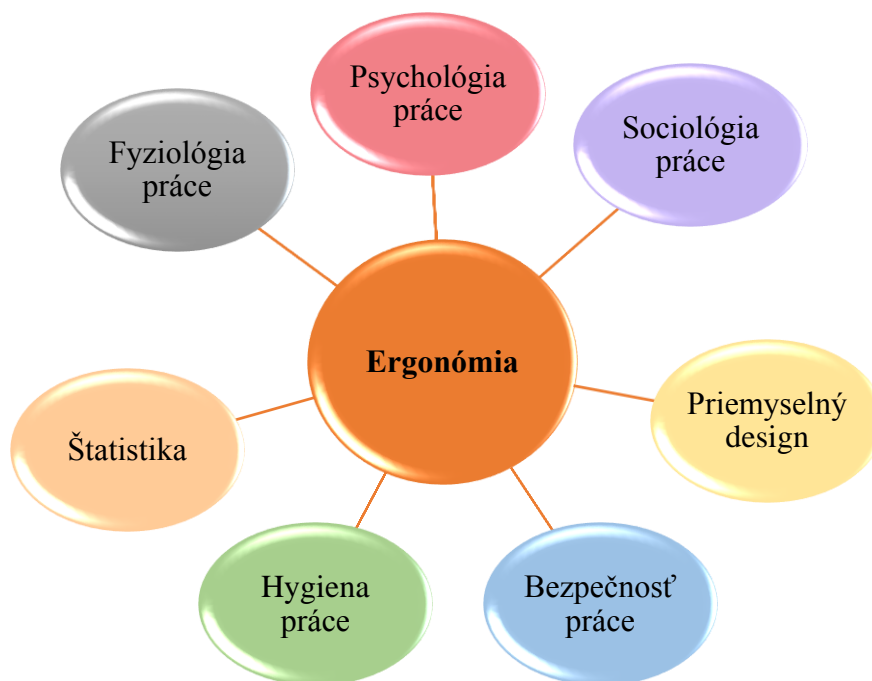 Psychológia
práce
Sociológia
práce
Fyziológia
práce
Ergonómia
Priemyselný
design
Štatistika
Hygiena
práce
Bezpečnosť
práce